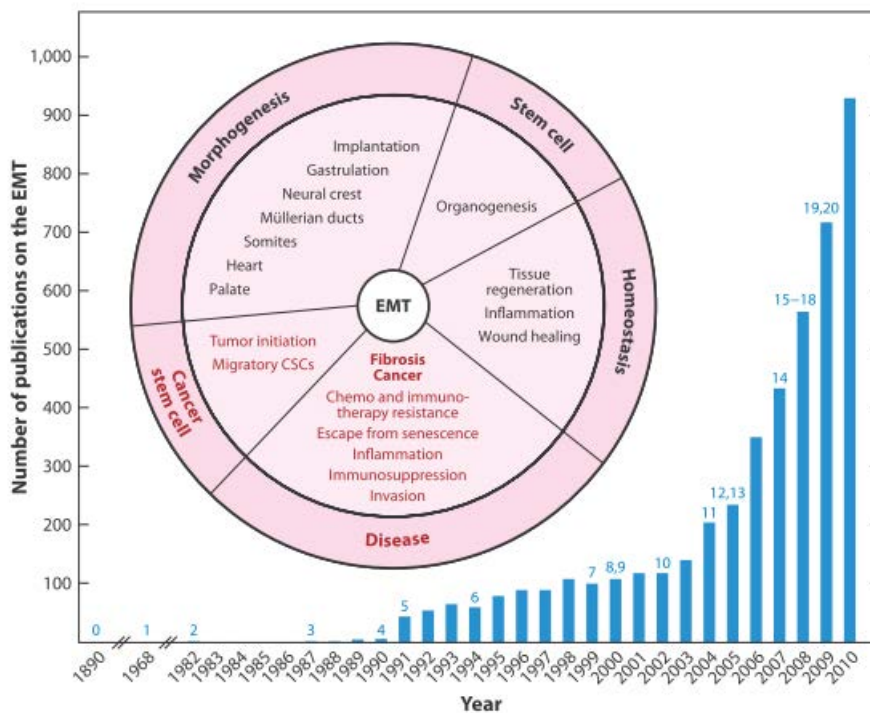 Number of publications on the EMT
1,000
900
800
700
600
500
400
300
200
100
Morphogenesis
Implantation
Gastrulation
Neural crest
Müllerian ducts
Somites
Heart
Palate
Stem cell
Organogenesis
Homeostasis
Tissue
regeneration
Inflammation
Wound healing
EMT
Cancer
stem cell
Tumor initiation
Migratory CSCs
Fibrosis
Cancer
Chemo and immuno-
therapy resistance
Escape from senescence
Inflammation
Immunosuppression
Invasion
Disease
0
1
2
3
4
5
6
7
8,9
10
11
12,13
14
15–18
19,20
1890
1968
1982
1983
1984
1985
1986
1987
1988
1989
1990
1991
1992
1993
1994
1995
1996
1997
1998
1999
2000
2001
2002
2003
2004
2005
2006
2007
2008
2009
2010
Year